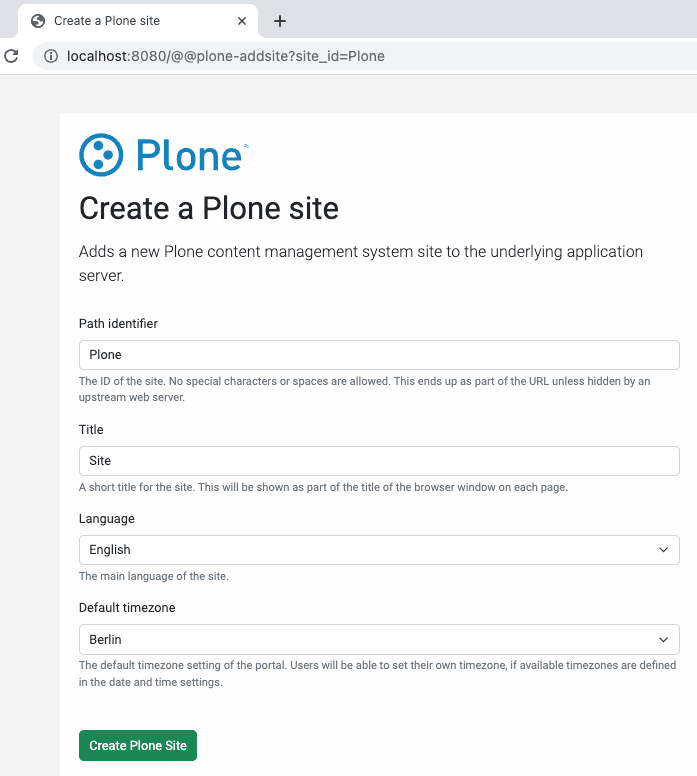 Create a Plone site
localhost:8080/@@plone-addsite?site_id=Plone
Plone
Create a Plone site
Adds a new Plone content management system site to the underlying application
server.
Path identifier
Plone
The ID of the site. No special characters or spaces are allowed. This ends up as part of the URL unless hidden by an
upstream web server.
Title
Site
A short title for the site. This will be shown as part of the title of the browser window on each page.
Language
English
The main language of the site.
Default timezone
Berlin
The default timezone setting of the portal. Users will be able to set their own timezone, if available timezones are defined
in the date and time settings.
Create Plone Site